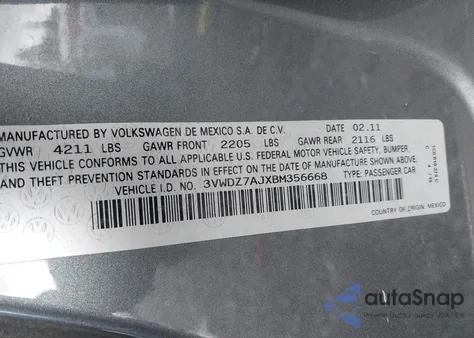 MANUFACTURED BY VOLKSWAGEN DE MEXICO S.A. DE C.V. DATE 02.11
GVWR 4211 LBS GAWR FRONT 2205 LBS GAWR REAR 2116 LBS
THIS VEHICLE CONFORMS TO ALL APPLICABLE U.S. FEDERAL MOTOR VEHICLE SAFETY, BUMPER,
AND THEFT PREVENTION STANDARDS IN EFFECT ON THE DATE OF MANUFACTURE SHOWN ABOVE.
VEHICLE I.D. NO. 3VWDZ7AJXBM356668 TYPE: PASSENGER CAR
COUNTRY OF ORIGIN: MEXICO
autoSnap